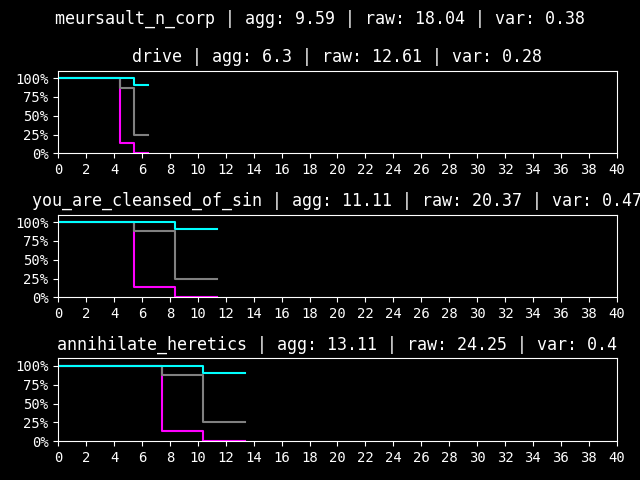 meursault_n_corp | agg: 9.59 | raw: 18.04 | var: 0.38
drive | agg: 6.3 | raw: 12.61 | var: 0.28
100%
75%
50%
25%
0%
0 2 4 6 8 10 12 14 16 18 20 22 24 26 28 30 32 34 36 38 40
you_are_cleansed_of_sin | agg: 11.11 | raw: 20.37 | var: 0.47
100%
75%
50%
25%
0%
0 2 4 6 8 10 12 14 16 18 20 22 24 26 28 30 32 34 36 38 40
annihilate_heretics | agg: 13.11 | raw: 24.25 | var: 0.4
100%
75%
50%
25%
0%
0 2 4 6 8 10 12 14 16 18 20 22 24 26 28 30 32 34 36 38 40